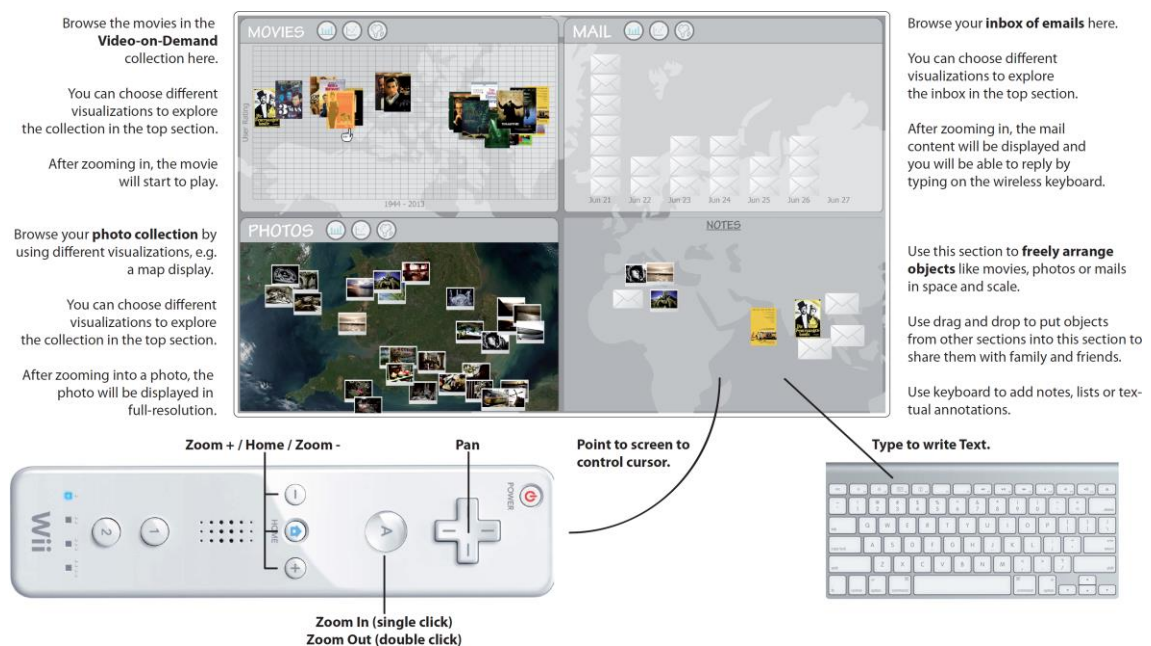 Browse the movies in the
Video-on-Demand
collection here.
You can choose different
visualizations to explore
the collection in the top section.
After zooming in, the movie
will start to play.
Browse your photo collection by
using different visualizations, e.g.
a map display.
You can choose different
visualizations to explore
the collection in the top section.
After zooming into a photo, the
photo will be displayed in
full-resolution.
MOVIES
User Rating
1944 - 2013
MAIL
Jun 21 Jun 22 Jun 23 Jun 24 Jun 25 Jun 26 Jun 27
PHOTOS
NOTES
Browse your inbox of emails here.
You can choose different
visualizations to explore
the inbox in the top section.
After zooming in, the mail
content will be displayed and
you will be able to reply by
typing on the wireless keyboard.
Use this section to freely arrange
objects like movies, photos or mails
in space and scale.
Use drag and drop to put objects
from other sections into this section to
share them with family and friends.
Use keyboard to add notes, lists or tex-
tual annotations.
Zoom + / Home / Zoom -
Pan
Point to screen to
control cursor.
Type to write Text.
Wii
2
1
HOME
A
POWER
Q W E R T Y U I O P
A S D F G H J K L
Z X C V B N M
Zoom In (single click)
Zoom Out (double click)